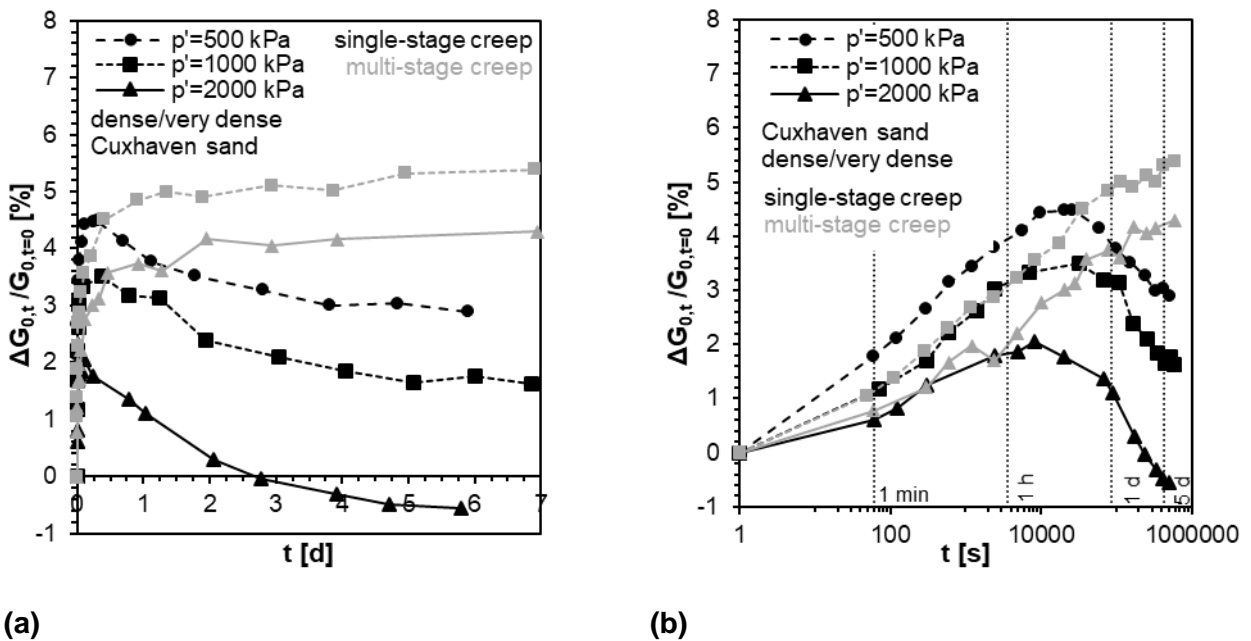 8
7
6
5
4
3
2
1
0
-1
ΔG0,t /G0,t=0 [%]
p'=500 kPa
p'=1000 kPa
p'=2000 kPa
single-stage creep
multi-stage creep
dense/very dense
Cuxhaven sand
0 1 2 3 4 5 6 7
t [d]
(a)
8
7
6
5
4
3
2
1
0
-1
ΔG0,t /G0,t=0 [%]
p'=500 kPa
p'=1000 kPa
p'=2000 kPa
Cuxhaven sand
dense/very dense
single-stage creep
multi-stage creep
1 min
1 h
1 d
5 d
1 100 10000 1000000
t [s]
(b)